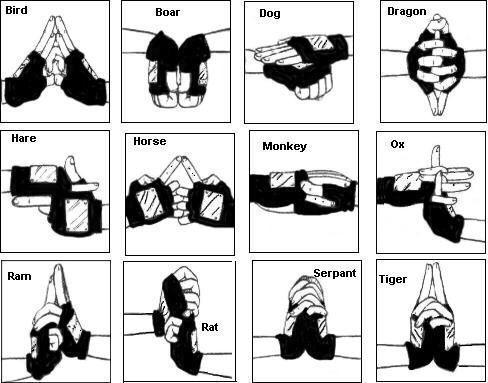 Bird
Boar
Dog
Dragon
Hare
Horse
Monkey
Ox
Ram
Rat
Serpant
Tiger